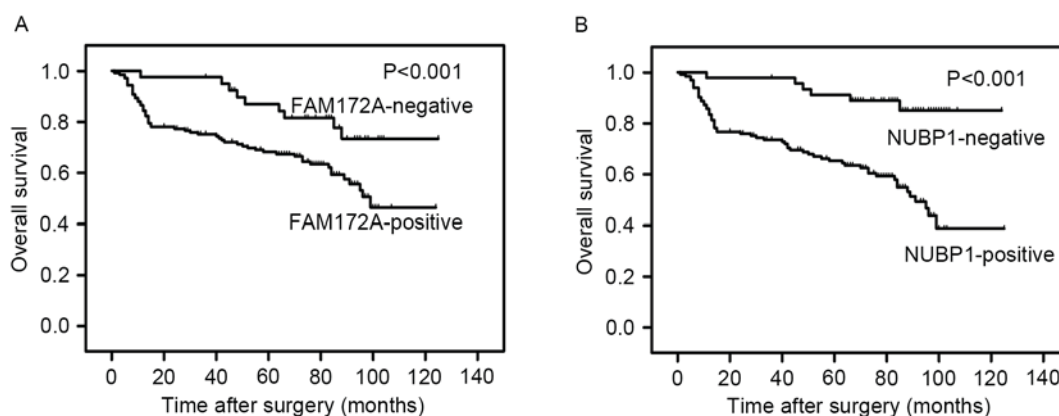 A
Overall survival
1.0
0.8
0.6
0.4
0.2
0.0
P<0.001
FAM172A-negative
FAM172A-positive
0 20 40 60 80 100 120 140
Time after surgery (months)
B
Overall survival
1.0
0.8
0.6
0.4
0.2
0.0
P<0.001
NUBP1-negative
NUBP1-positive
0 20 40 60 80 100 120 140
Time after surgery (months)